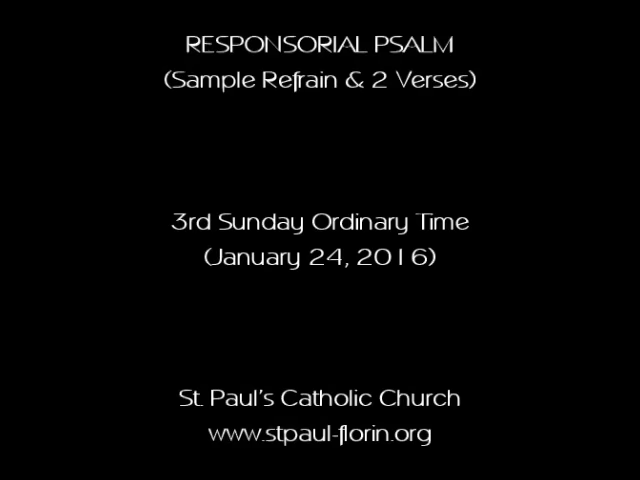 RESPONSORIAL PSALM
(Sample Refrain & 2 Verses)
3rd Sunday Ordinary Time
(January 24, 2016)
St. Paul's Catholic Church
www.stpaul-florin.org